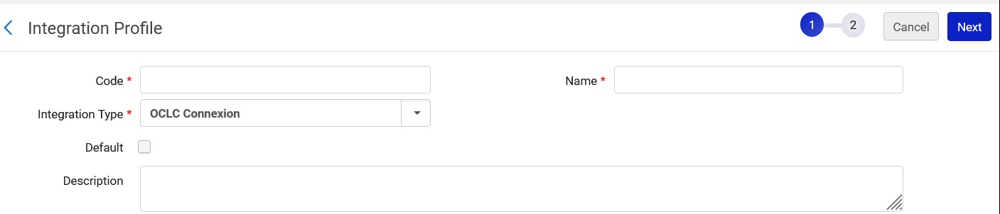 Integration Profile
1
2
Cancel
Next
Code *
Name *
Integration Type *
OCLC Connexion
Default
Description